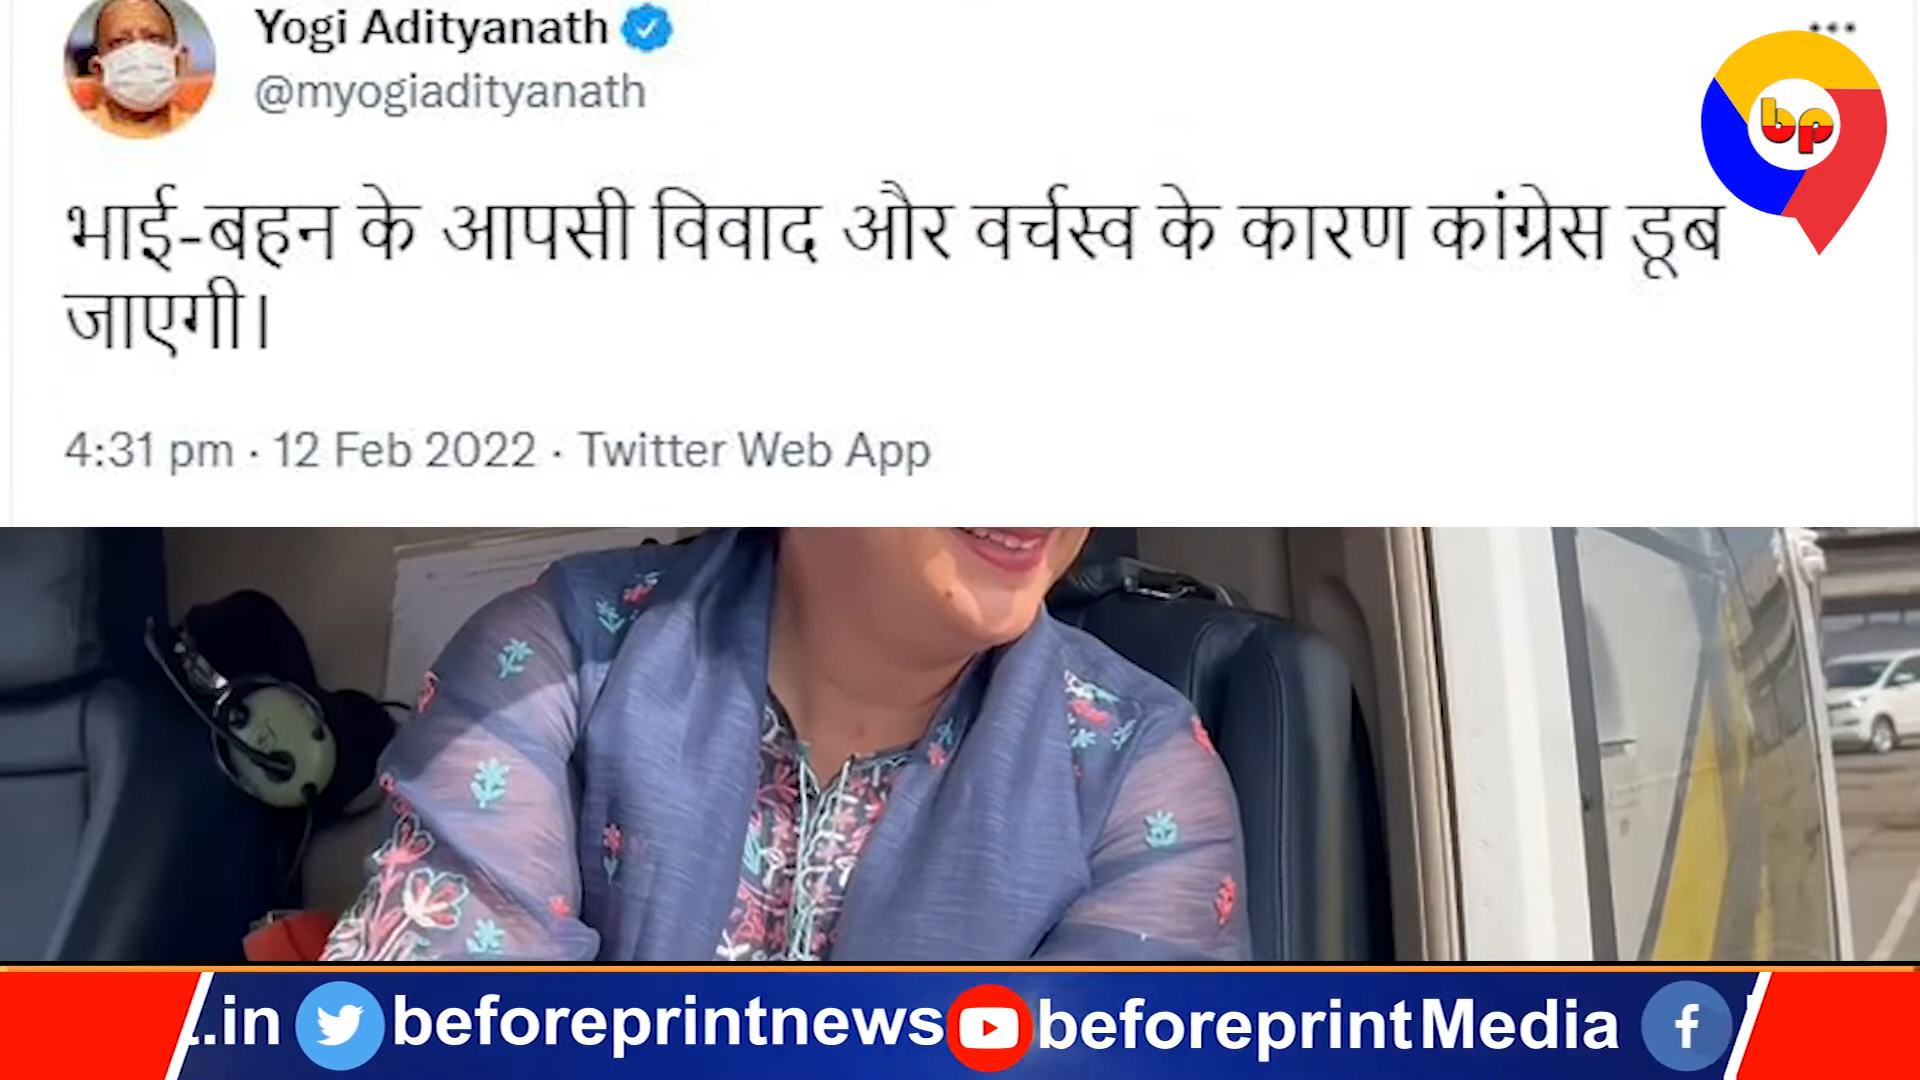 Yogi Adityanath
@myogiadityanath
bp
भाई-बहन के आपसी विवाद और वर्चस्व के कारण कांग्रेस डूब
जाएगी।
4:31 pm · 12 Feb 2022 · Twitter Web App
.in beforeprintnews beforeprintMedia